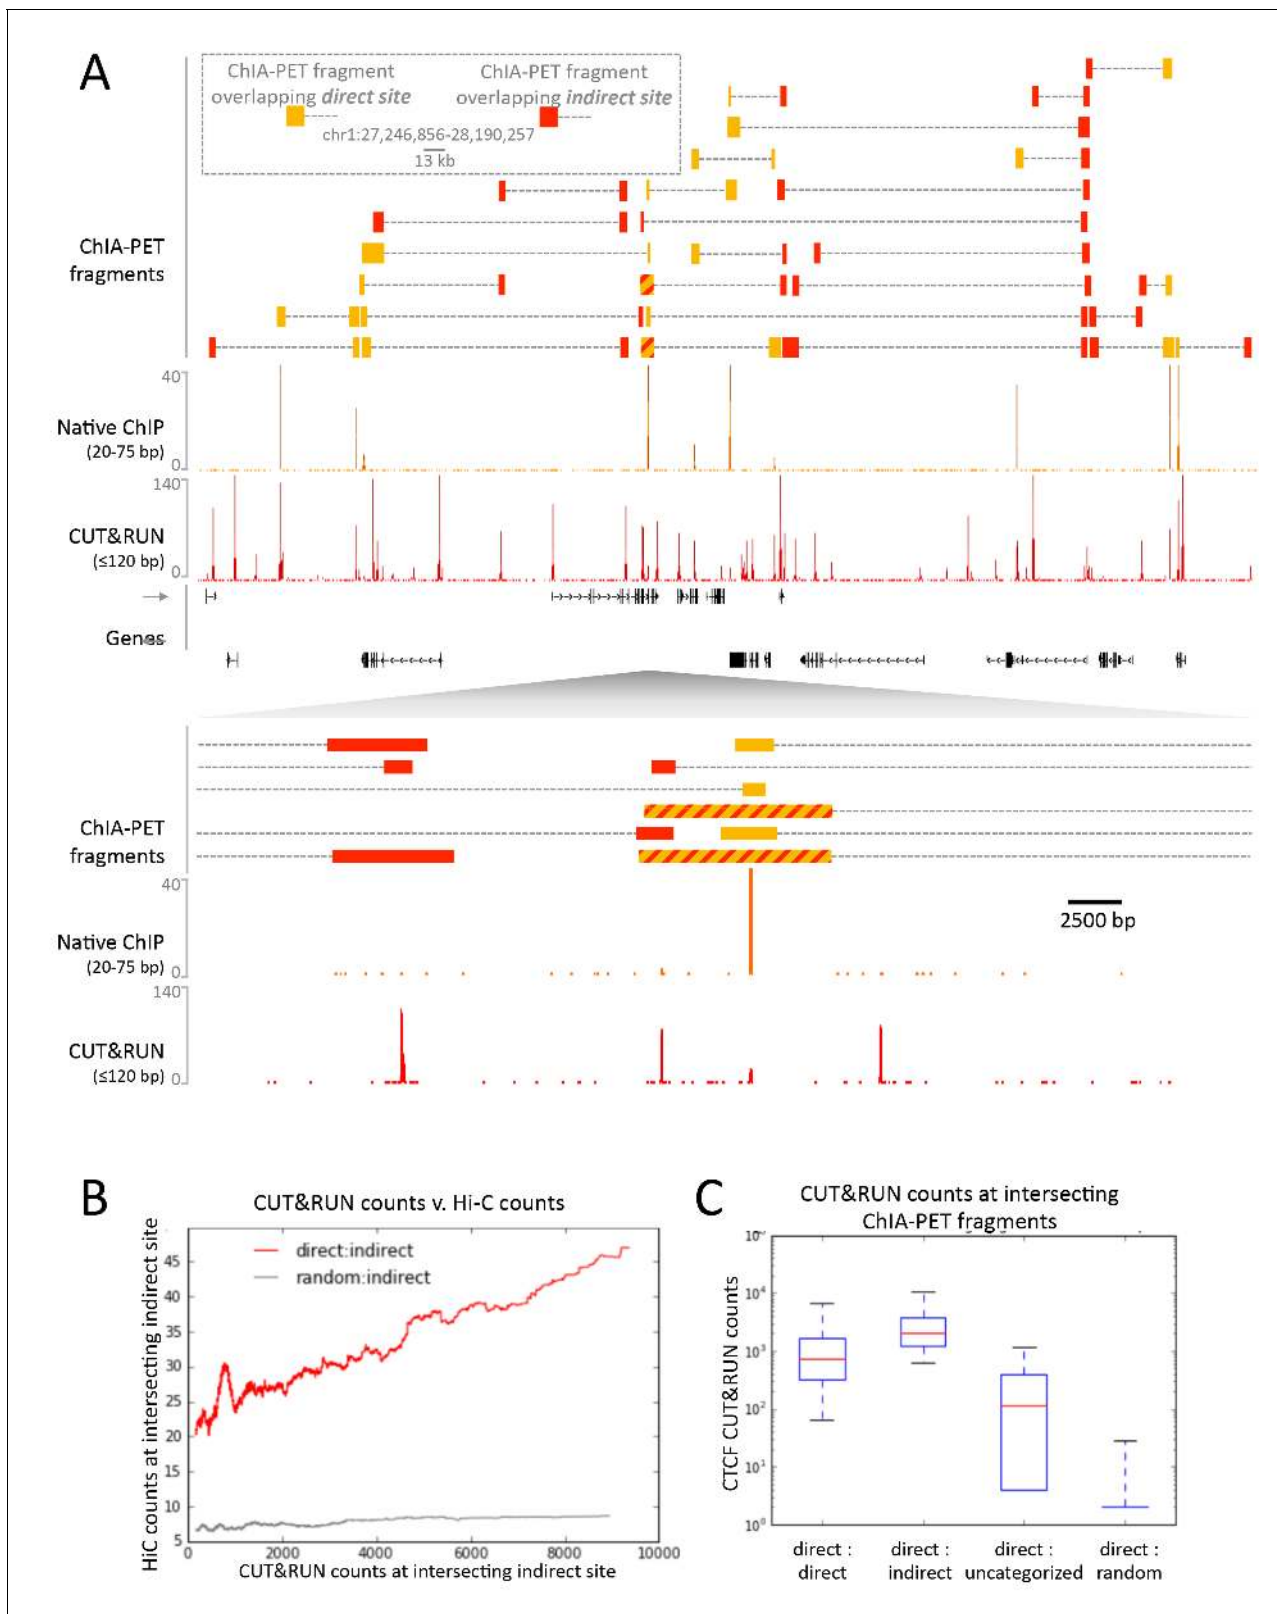 A
ChIA-PET fragment
overlapping direct site
ChIA-PET fragment
overlapping indirect site
chr1:27,246,856-28,190,257
13 kb
ChIA-PET
fragments
40
Native ChIP
(20-75 bp)
0
140
CUT&RUN
(≤120 bp)
0
Genes
ChIA-PET
fragments
40
Native ChIP
(20-75 bp)
0
2500 bp
140
CUT&RUN
(≤120 bp)
0
B
CUT&RUN counts v. Hi-C counts
direct:indirect
random:indirect
HiC counts at intersecting indirect site
45
40
35
30
25
20
15
10
5
0 2000 4000 6000 8000 10000
CUT&RUN counts at intersecting indirect site
C
CUT&RUN counts at intersecting
ChIA-PET fragments
CTCF CUT&RUN counts
10⁵
10⁴
10³
10²
10¹
10⁰
direct : direct : direct : direct :
direct indirect uncategorized random